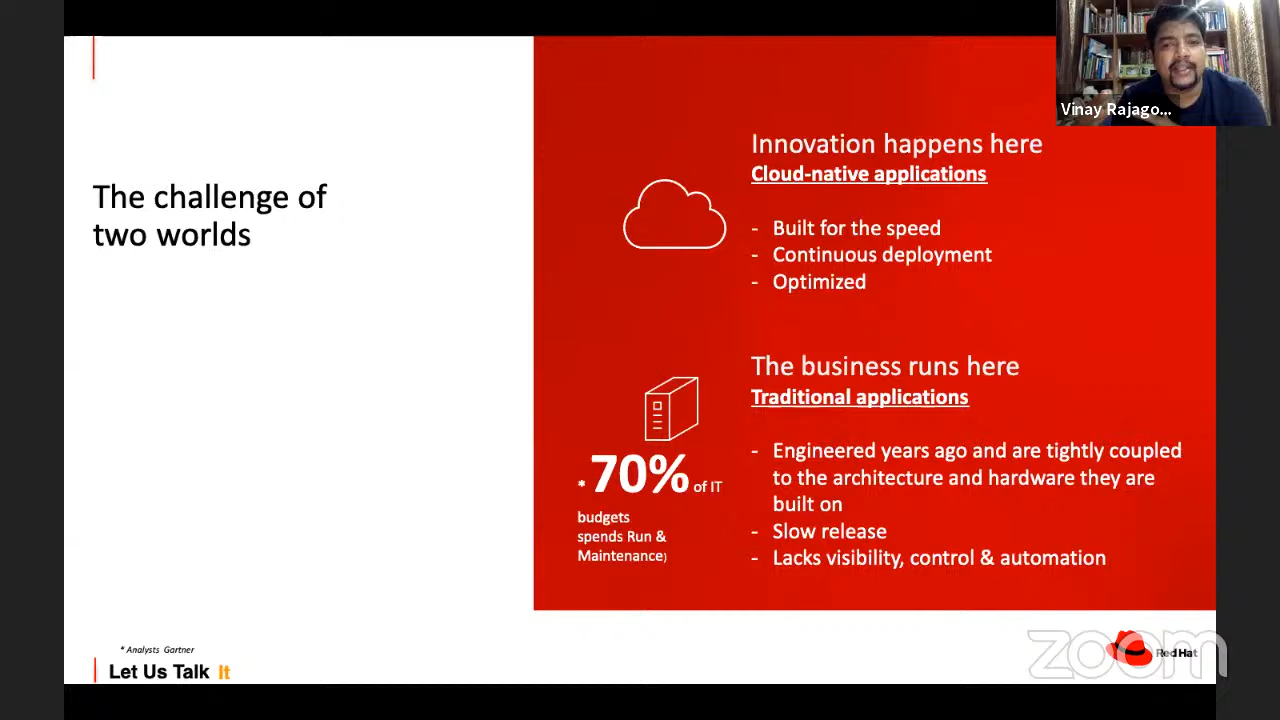 The challenge of
two worlds
Innovation happens here
Cloud-native applications
- Built for the speed
- Continuous deployment
- Optimized
The business runs here
Traditional applications
- Engineered years ago and are tightly coupled
to the architecture and hardware they are
built on
- Slow release
- Lacks visibility, control & automation
* 70% of IT
budgets
spends Run &
Maintenance)
* Analysts Gartner
Let Us Talk It
Vinay Rajago...
zoom
Red Hat